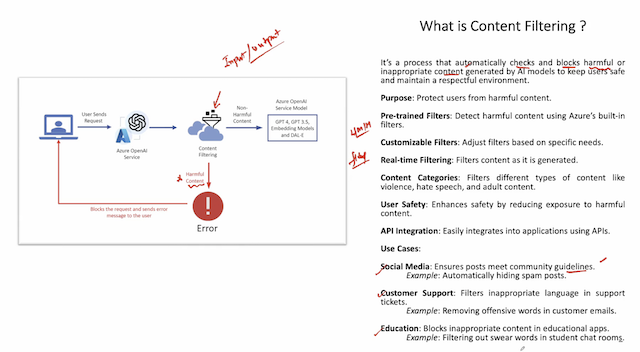 What is Content Filtering ?
Input/output
It's a process that automatically checks and blocks harmful or
inappropriate content generated by AI models to keep users safe
and maintain a respectful environment.
Purpose: Protect users from harmful content.
Pre-trained Filters: Detect harmful content using Azure's built-in
filters.
Customizable Filters: Adjust filters based on specific needs.
Real-time Filtering: Filters content as it is generated.
Content Categories: Filters different types of content like
violence, hate speech, and adult content.
User Safety: Enhances safety by reducing exposure to harmful
content.
API Integration: Easily integrates into applications using APIs.
Use Cases:
Social Media: Ensures posts meet community guidelines.
Example: Automatically hiding spam posts.
Customer Support: Filters inappropriate language in support
tickets.
Example: Removing offensive words in customer emails.
Education: Blocks inappropriate content in educational apps.
Example: Filtering out swear words in student chat rooms.
User Sends
Request
Azure OpenAI
Service
Content
Filtering
Non-
Harmful
Content
Azure OpenAI
Service Model
GPT 4, GPT 3.5,
Embedding Models
and DAL-E
Harmful
Content
Blocks the request and sends error
message to the user
Error